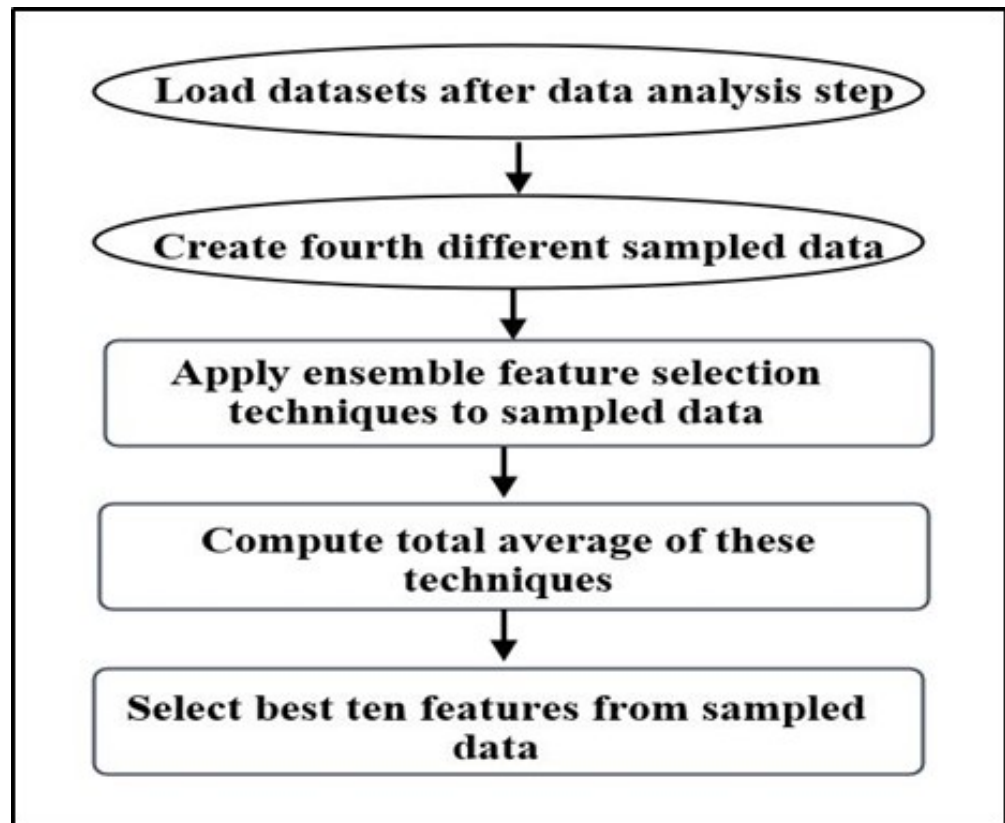 Load datasets after data analysis step
Create fourth different sampled data
Apply ensemble feature selection
techniques to sampled data
Compute total average of these
techniques
Select best ten features from sampled
data